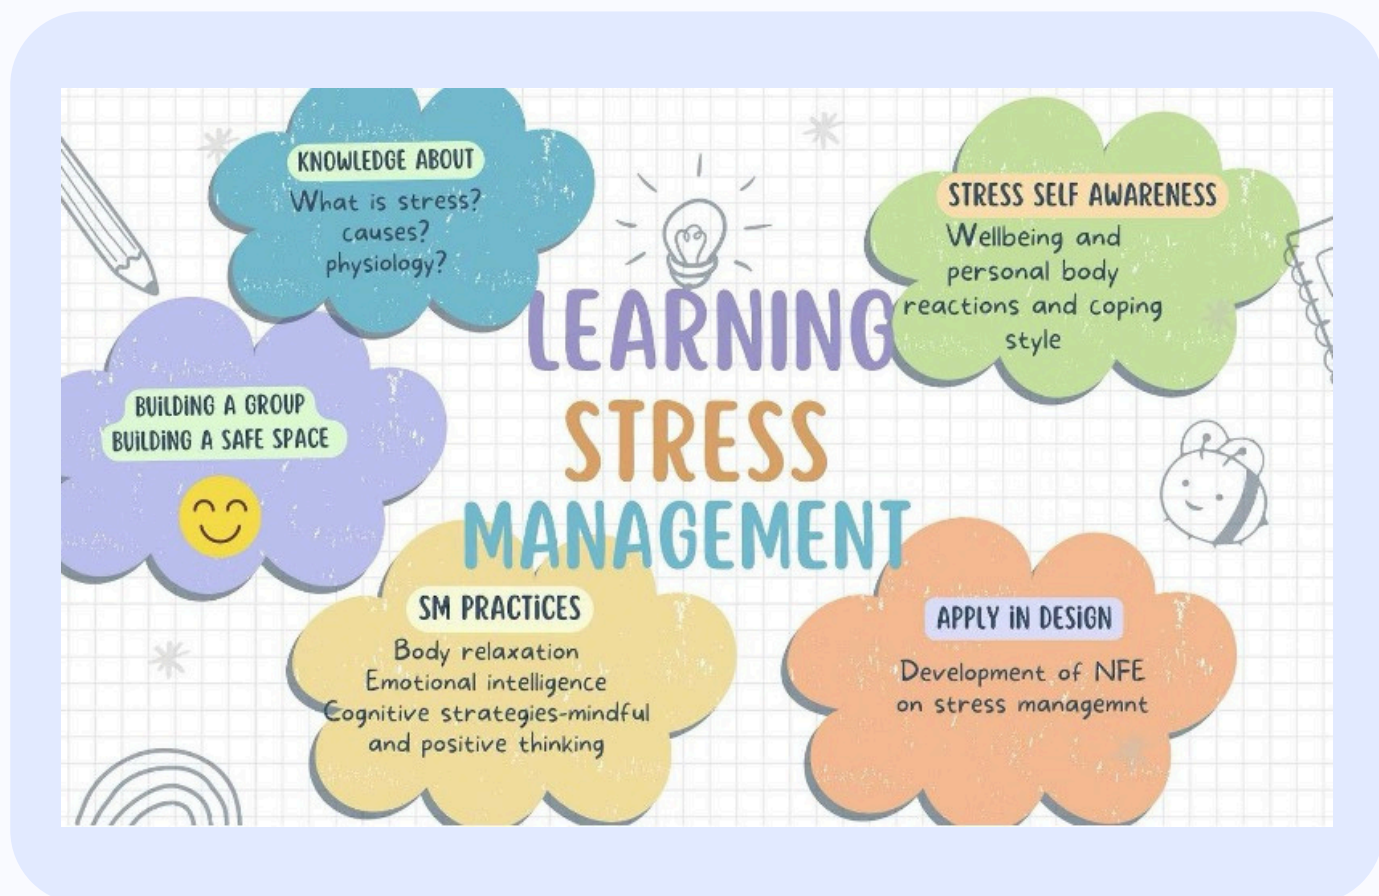 KNOWLEDGE ABOUT
What is stress?
causes?
physiology?
STRESS SELF AWARENESS
Wellbeing and
personal body
reactions and coping
style
LEARNING
STRESS
MANAGEMENT
BUILDING A GROUP
BUILDING A SAFE SPACE
SM PRACTICES
Body relaxation
Emotional intelligence
Cognitive strategies-mindful
and positive thinking
APPLY IN DESIGN
Development of NFE
on stress managemnt